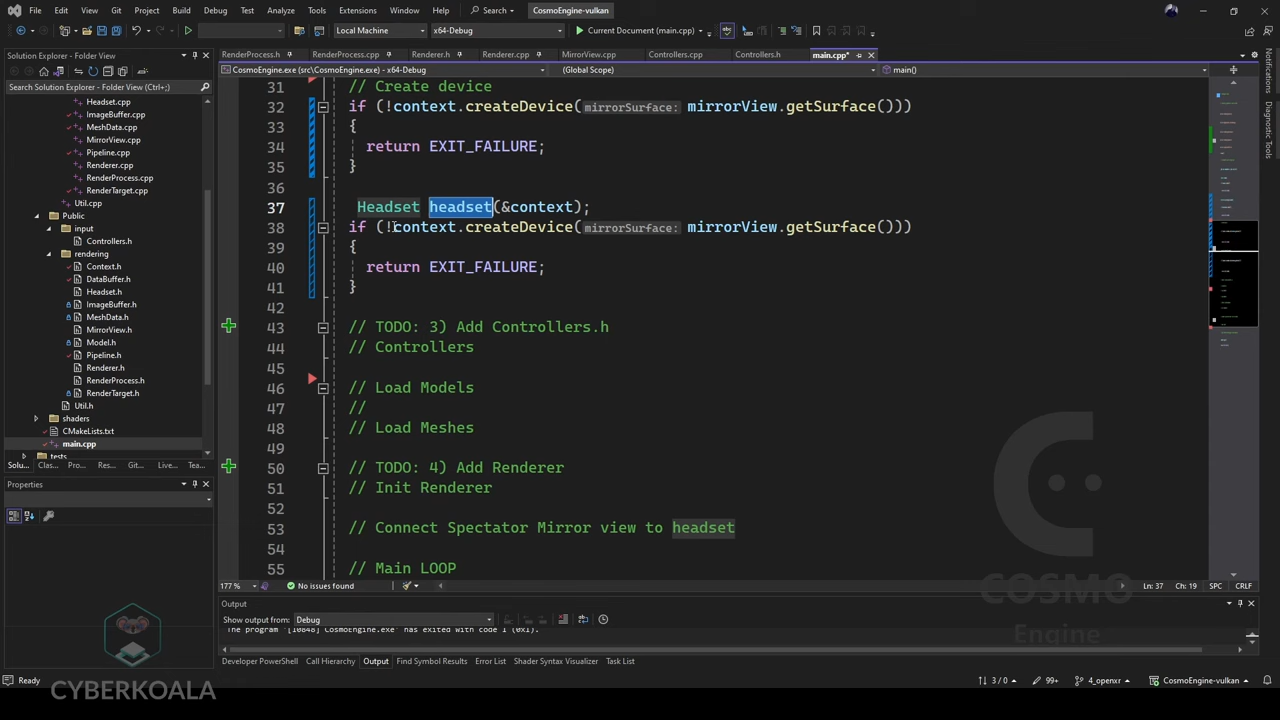 File Edit View Git Project Build Debug Test Analyze Tools Extensions Window Help Search CosmoEngine-vulkan
Local Machine x64-Debug Current Document (main.cpp)
Solution Explorer - Folder View
Search Solution Explorer - Folder View (Ctrl+;)
Headset.cpp
ImageBuffer.cpp
MeshData.cpp
MirrorView.cpp
Pipeline.cpp
Renderer.cpp
RenderProcess.cpp
RenderTarget.cpp
Util.cpp
Public
input
Controllers.h
rendering
Context.h
DataBuffer.h
Headset.h
ImageBuffer.h
MeshData.h
MirrorView.h
Model.h
Pipeline.h
Renderer.h
RenderProcess.h
RenderTarget.h
Util.h
shaders
CMakeLists.txt
main.cpp
tests
Solu... Clas... Pro... Res... Git... Live... Tea...
Properties
RenderProcess.h RenderProcess.cpp Renderer.h Renderer.cpp MirrorView.cpp Controllers.cpp Controllers.h main.cpp*
CosmoEngine.exe (src\CosmoEngine.exe) - x64-Debug (Global Scope) main()
31 // Create device
32 if (!context.createDevice(mirrorSurface: mirrorView.getSurface()))
33 {
34 return EXIT_FAILURE;
35 }
36
37 Headset headset(&context);
38 if (!context.createDevice(mirrorSurface: mirrorView.getSurface()))
39 {
40 return EXIT_FAILURE;
41 }
42
43 // TODO: 3) Add Controllers.h
44 // Controllers
45
46 // Load Models
47 //
48 // Load Meshes
49
50 // TODO: 4) Add Renderer
51 // Init Renderer
52
53 // Connect Spectator Mirror view to headset
54
55 // Main LOOP
177 % No issues found Ln: 37 Ch: 19 SPC CRLF
Output
Show output from: Debug
The program '[10848] CosmoEngine.exe' has exited with code 1 (0x1).
Developer PowerShell Call Hierarchy Output Find Symbol Results Error List Shader Syntax Visualizer Task List
Ready 3 / 0 99+ 4_openxr CosmoEngine-vulkan
Properties
Diagnostic Tools
COSMO
Engine
CYBERKOALA